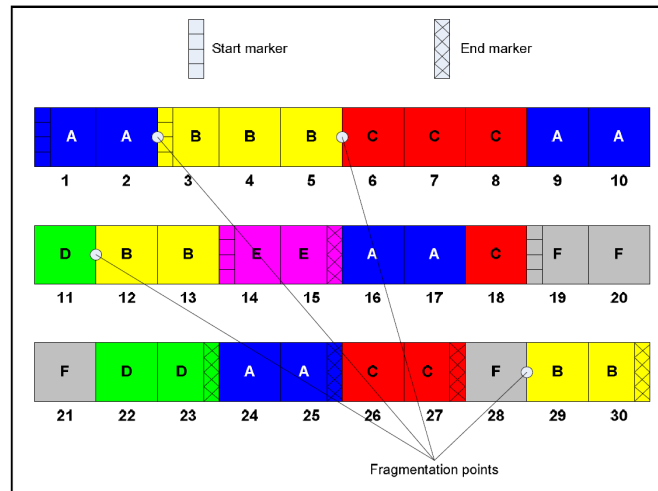 Start marker End marker
A A B B B C C C A A
1 2 3 4 5 6 7 8 9 10
D B B E E A A C F F
11 12 13 14 15 16 17 18 19 20
F D D A A C C F B B
21 22 23 24 25 26 27 28 29 30
Fragmentation points